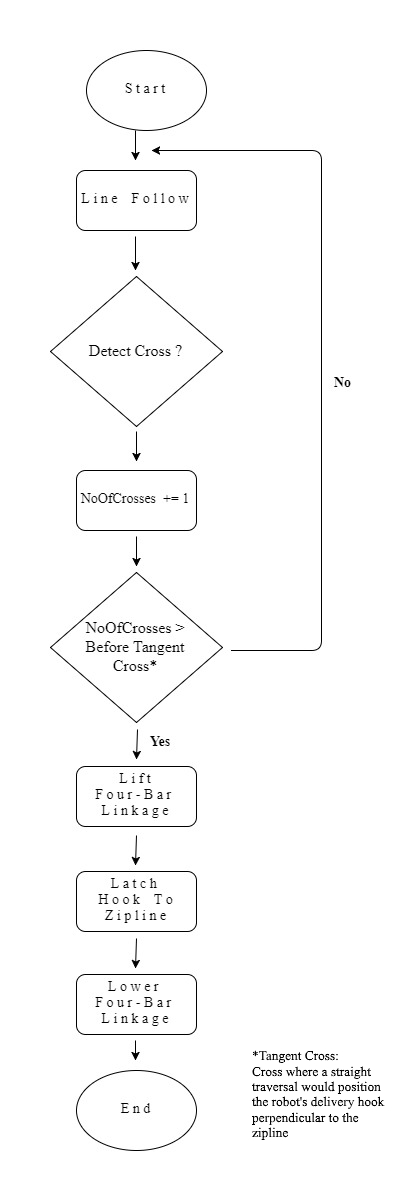 Start
Line Follow
Detect Cross ?
No
NoOfCrosses += 1
NoOfCrosses >
Before Tangent
Cross*
Yes
Lift
Four-Bar
Linkage
Latch
Hook To
Zipline
Lower
Four-Bar
Linkage
End
*Tangent Cross:
Cross where a straight
traversal would position
the robot's delivery hook
perpendicular to the
zipline